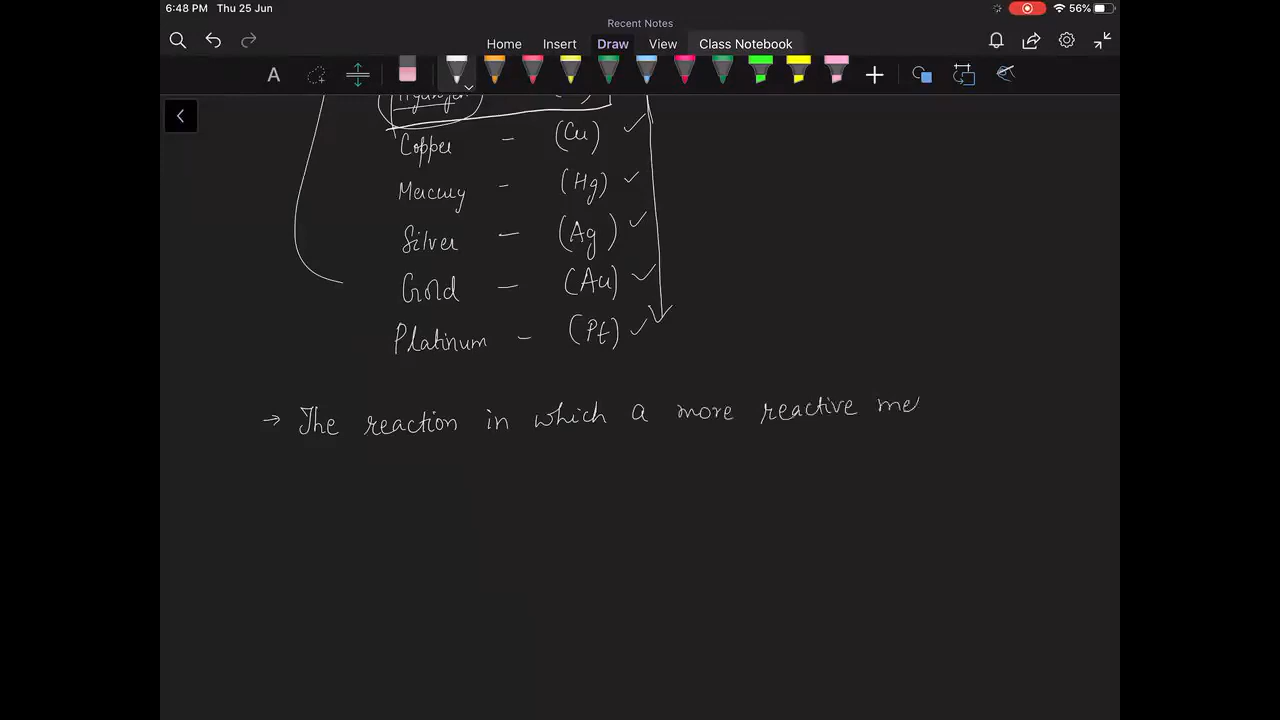 6:48 PM Thu 25 Jun
56%
Recent Notes
Home Insert Draw View Class Notebook
A
Hydrogen
Copper - (Cu) ✓
Mercury - (Hg) ✓
Silver - (Ag) ✓
Gold - (Au) ✓
Platinum - (Pt) ✓
→ The reaction in which a more reactive me